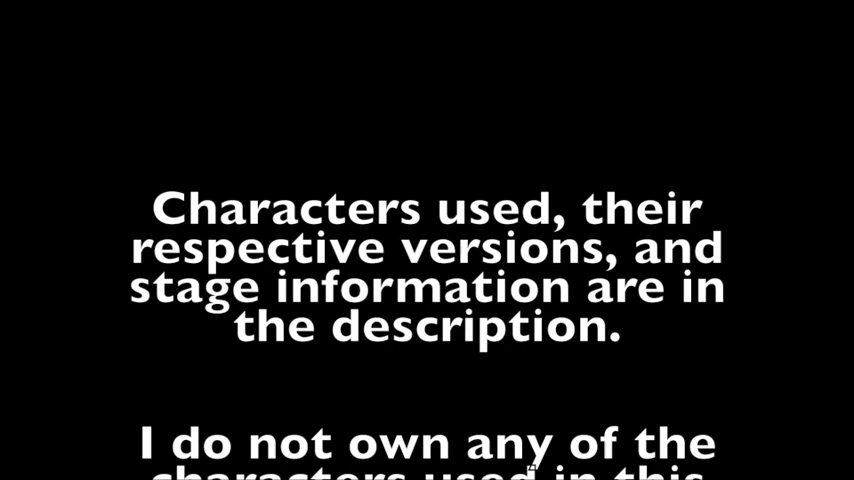 Characters used, their
respective versions, and
stage information are in
the description.
I do not own any of the
characters used in this